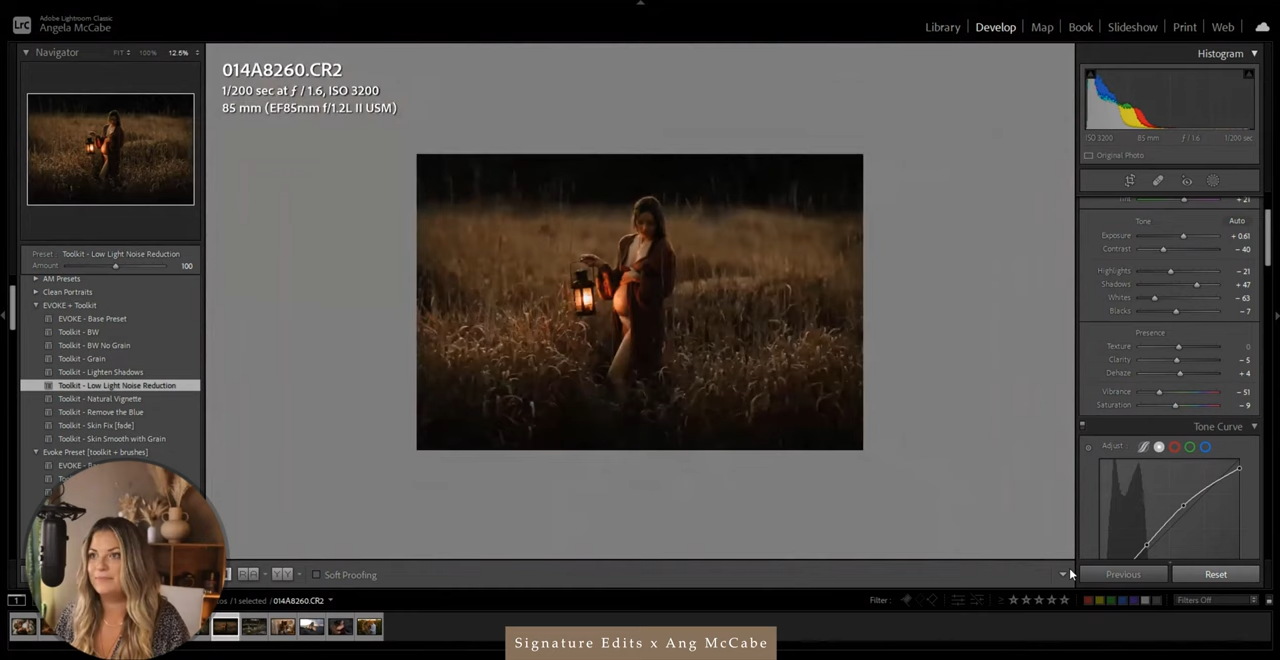 LrC
Adobe Lightroom Classic
Angela McCabe
Library | Develop | Map | Book | Slideshow | Print | Web
Navigator FIT 100% 12.5%
Preset: Toolkit - Low Light Noise Reduction
Amount 100
AM Presets
Clean Portraits
EVOKE + Toolkit
EVOKE - Base Preset
Toolkit - BW
Toolkit - BW No Grain
Toolkit - Grain
Toolkit - Lighten Shadows
Toolkit - Low Light Noise Reduction
Toolkit - Natural Vignette
Toolkit - Remove the Blue
Toolkit - Skin Fix [fade]
Toolkit - Skin Smooth with Grain
Evoke Preset [toolkit + brushes]
014A8260.CR2
1/200 sec at ƒ / 1.6, ISO 3200
85 mm (EF85mm f/1.2L II USM)
Soft Proofing
/1 selected / 014A8260.CR2
Filter: Filters Off
Histogram
ISO 3200 85 mm ƒ / 1.6 1/200 sec
Original Photo
Tint + 21
Tone Auto
Exposure + 0.61
Contrast − 40
Highlights − 21
Shadows + 47
Whites − 63
Blacks − 7
Presence
Texture 0
Clarity − 5
Dehaze + 4
Vibrance − 51
Saturation − 9
Tone Curve
Adjust
Previous Reset
1
Signature Edits x Ang McCabe